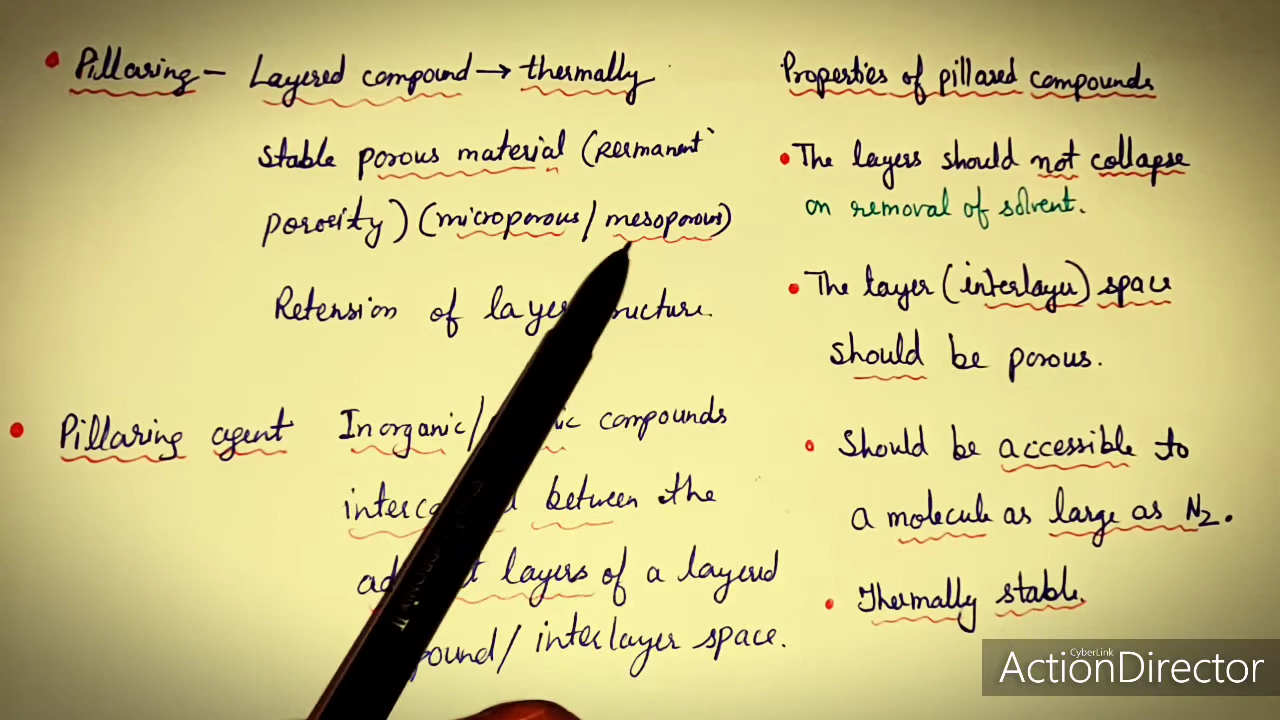 • Pillaring – Layered compound → thermally
stable porous material (Permanent
porosity) (microporous / mesoporous)
Retension of
• Pillaring agent Inorganic / compounds
between the
layers of a layered
/ interlayer space.
Properties of pillared compounds
• The layers should not collapse
on removal of solvent.
• The layer (interlayer) space
should be porous.
• Should be accessible to
a molecule as large as N₂.
• Thermally stable.
CyberLink
ActionDirector